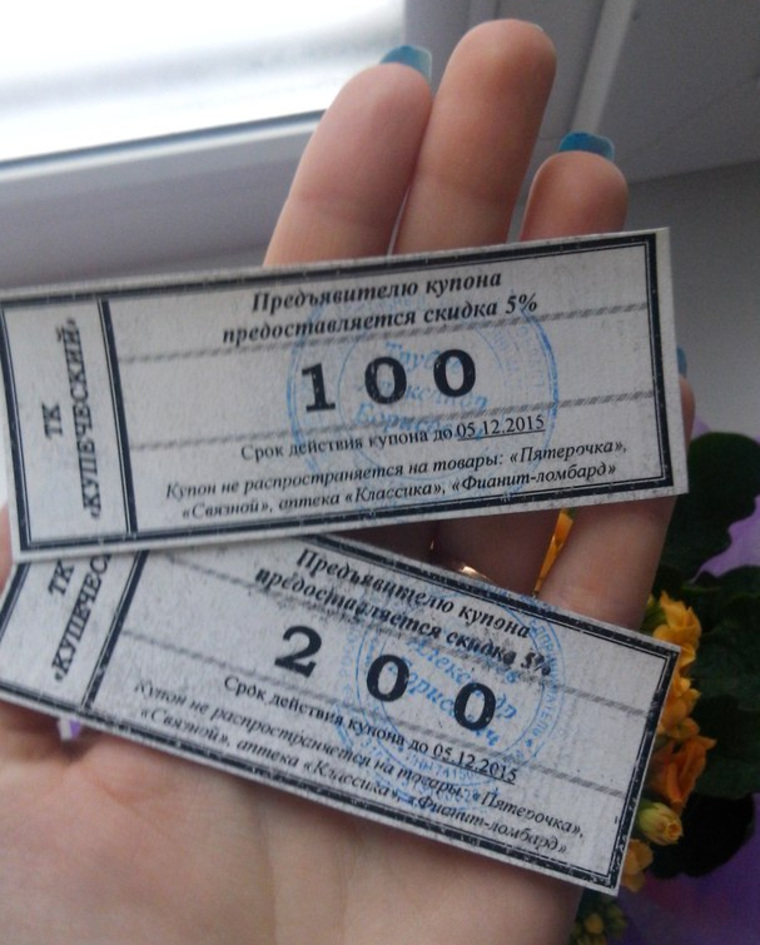 ТК
«КУПЕЧЕСКИЙ»
Предъявителю купона
предоставляется скидка 5%
100
Срок действия купона до 05.12.2015
Купон не распространяется на товары: «Пятерочка»,
«Связной», аптека «Классика», «Фианит-ломбард»
ТК
«КУПЕЧЕС
Предъявителю купона
предоставляется скидка 5%
200
Александр
Борисович
Срок действия купона до 05.12.2015
Купон не распространяется на товары: «Пятерочка»,
«Связной», аптека «Классика», «Фианит-ломбард»